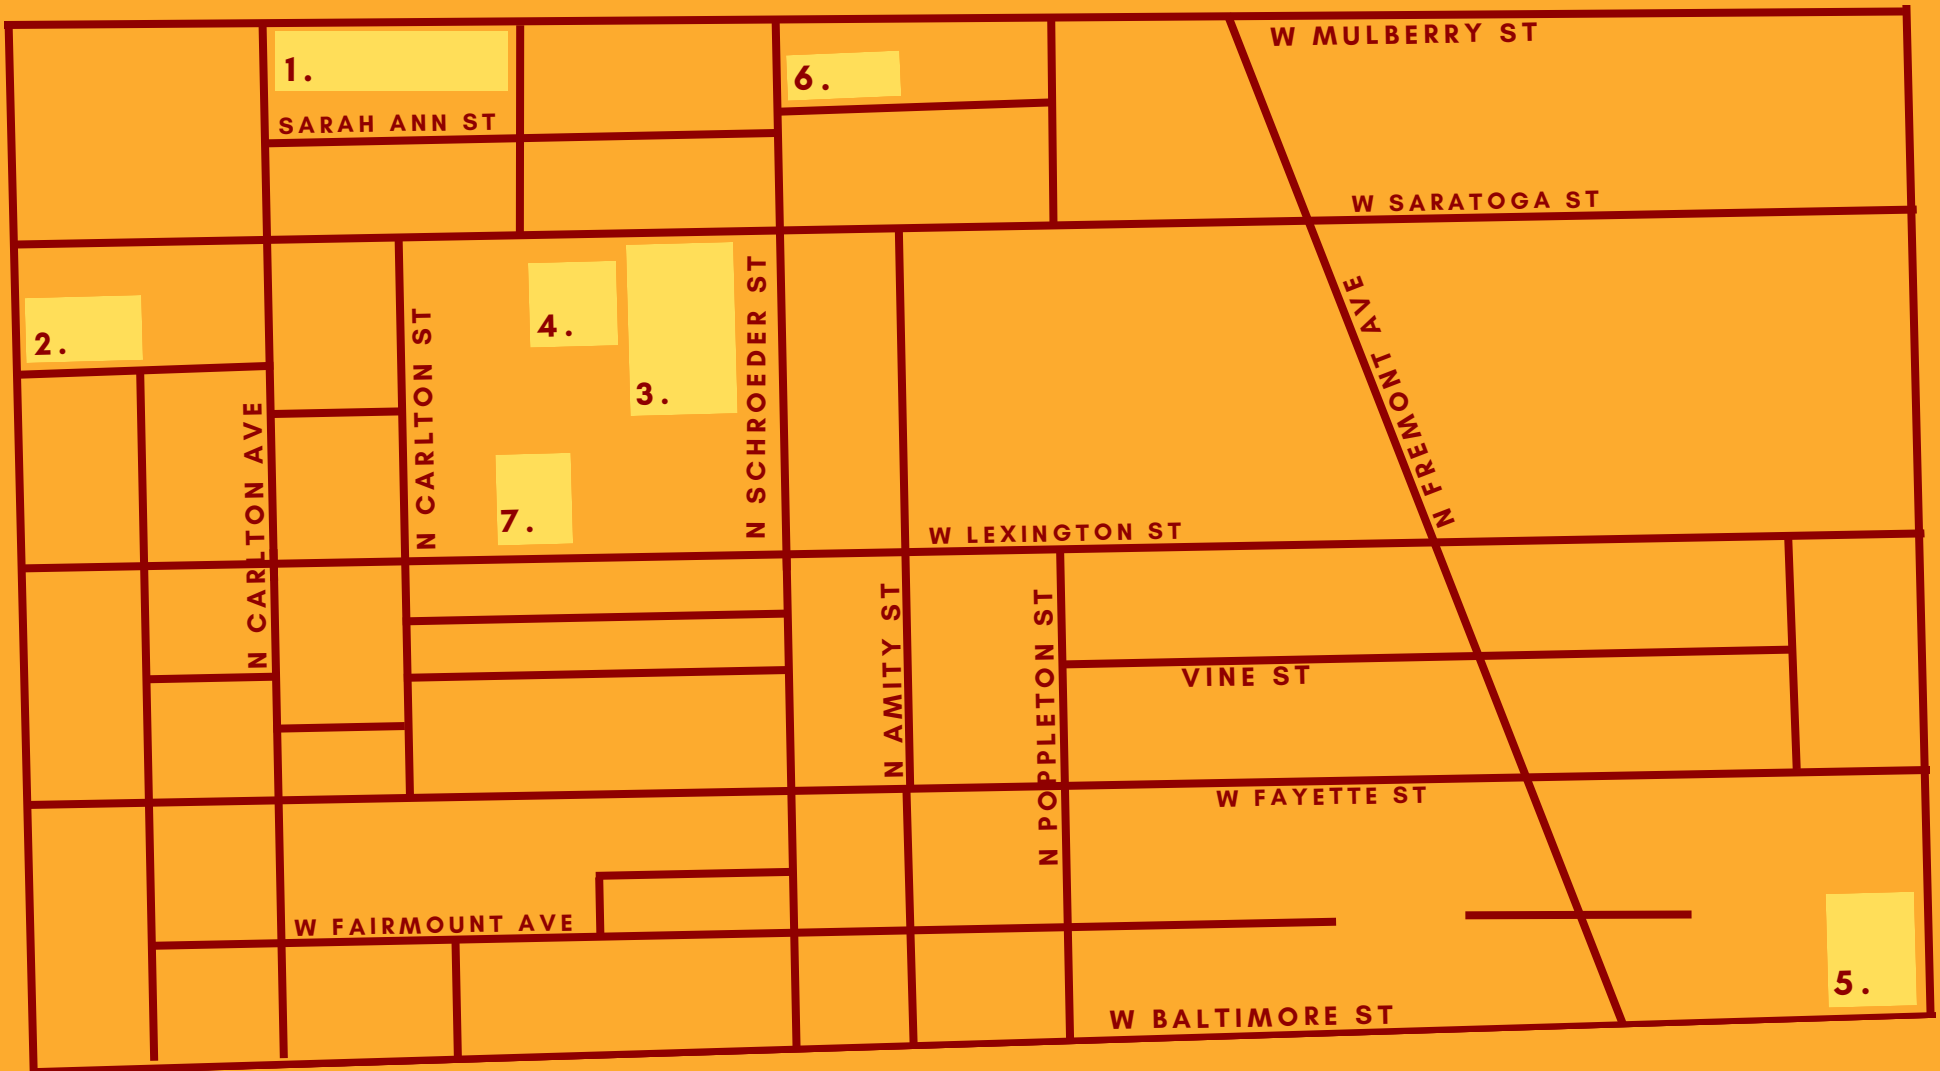 W MULBERRY ST
1.
6.
SARAH ANN ST
W SARATOGA ST
2.
4.
3.
N CARLTON AVE
N CARLTON ST
N SCHROEDER ST
N FREMONT AVE
7.
W LEXINGTON ST
N AMITY ST
N POPPLETON ST
VINE ST
W FAYETTE ST
W FAIRMOUNT AVE
5.
W BALTIMORE ST